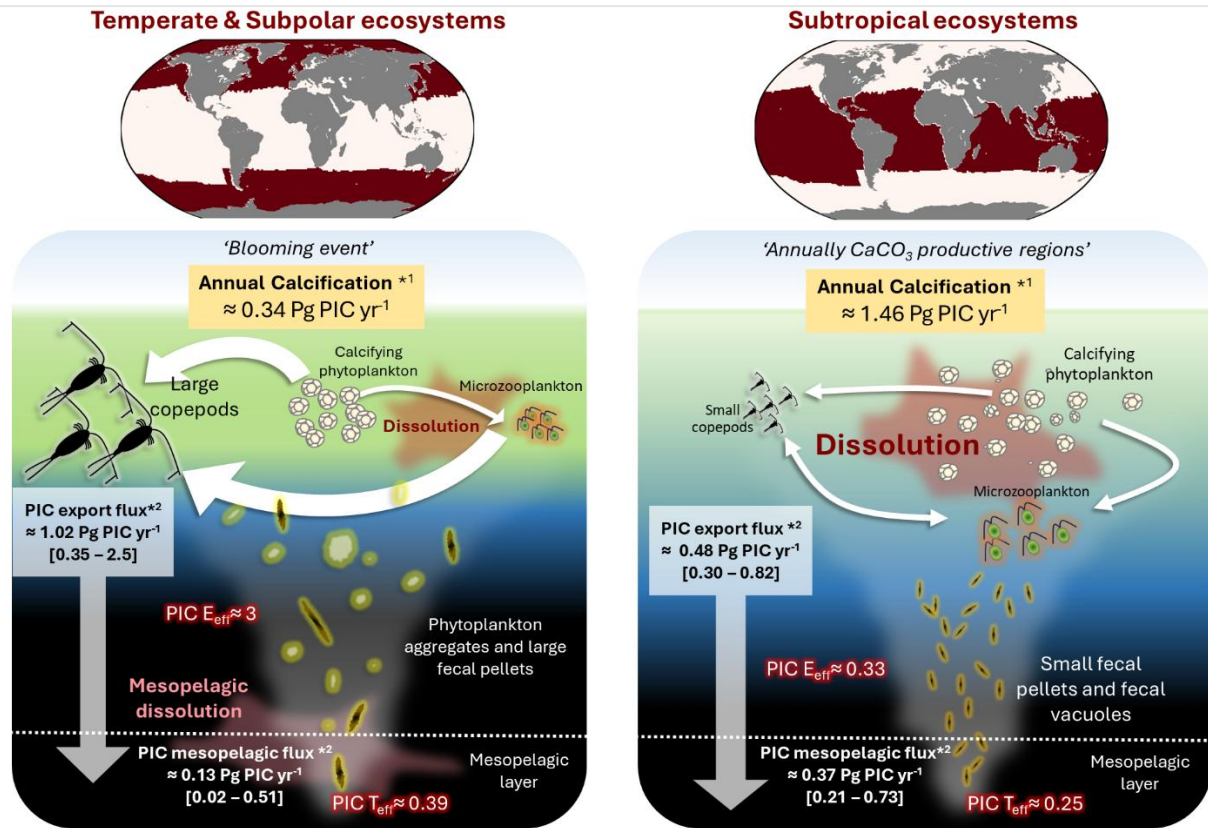 Temperate & Subpolar ecosystems
'Blooming event'
Annual Calcification *¹
≈ 0.34 Pg PIC yr⁻¹
Calcifying
phytoplankton
Large
copepods
Microzooplankton
Dissolution
PIC export flux*²
≈ 1.02 Pg PIC yr⁻¹
[0.35 – 2.5]
PIC Eeff≈ 3
Phytoplankton
aggregates and large
fecal pellets
Mesopelagic
dissolution
PIC mesopelagic flux *²
≈ 0.13 Pg PIC yr⁻¹
[0.02 – 0.51]
Mesopelagic
layer
PIC Teff≈ 0.39
Subtropical ecosystems
'Annually CaCO₃ productive regions'
Annual Calcification *¹
≈ 1.46 Pg PIC yr⁻¹
Calcifying
phytoplankton
Small
copepods
Dissolution
Microzooplankton
PIC export flux *²
≈ 0.48 Pg PIC yr⁻¹
[0.30 – 0.82]
PIC Eeff≈ 0.33
Small fecal
pellets and fecal
vacuoles
PIC mesopelagic flux*²
≈ 0.37 Pg PIC yr⁻¹
[0.21 – 0.73]
Mesopelagic
layer
PIC Teff≈ 0.25